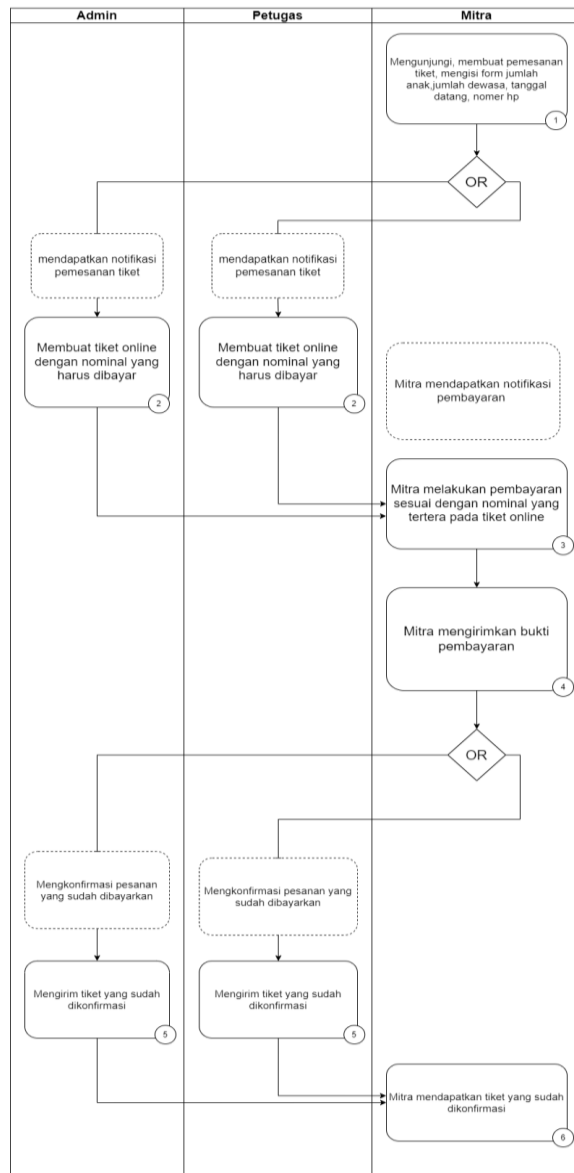 Admin
Petugas
Mitra
Mengunjungi, membuat pemesanan
tiket, mengisi form jumlah
anak,jumlah dewasa, tanggal
datang, nomer hp
1
OR
mendapatkan notifikasi
pemesanan tiket
mendapatkan notifikasi
pemesanan tiket
Membuat tiket online
dengan nominal yang
harus dibayar
2
Membuat tiket online
dengan nominal yang
harus dibayar
2
Mitra mendapatkan notifikasi
pembayaran
Mitra melakukan pembayaran
sesuai dengan nominal yang
tertera pada tiket online
3
Mitra mengirimkan bukti
pembayaran
4
OR
Mengkonfirmasi pesanan
yang sudah dibayarkan
Mengkonfirmasi pesanan yang
sudah dibayarkan
Mengirim tiket yang sudah
dikonfirmasi
5
Mengirim tiket yang sudah
dikonfirmasi
5
Mitra mendapatkan tiket yang sudah
dikonfirmasi
6